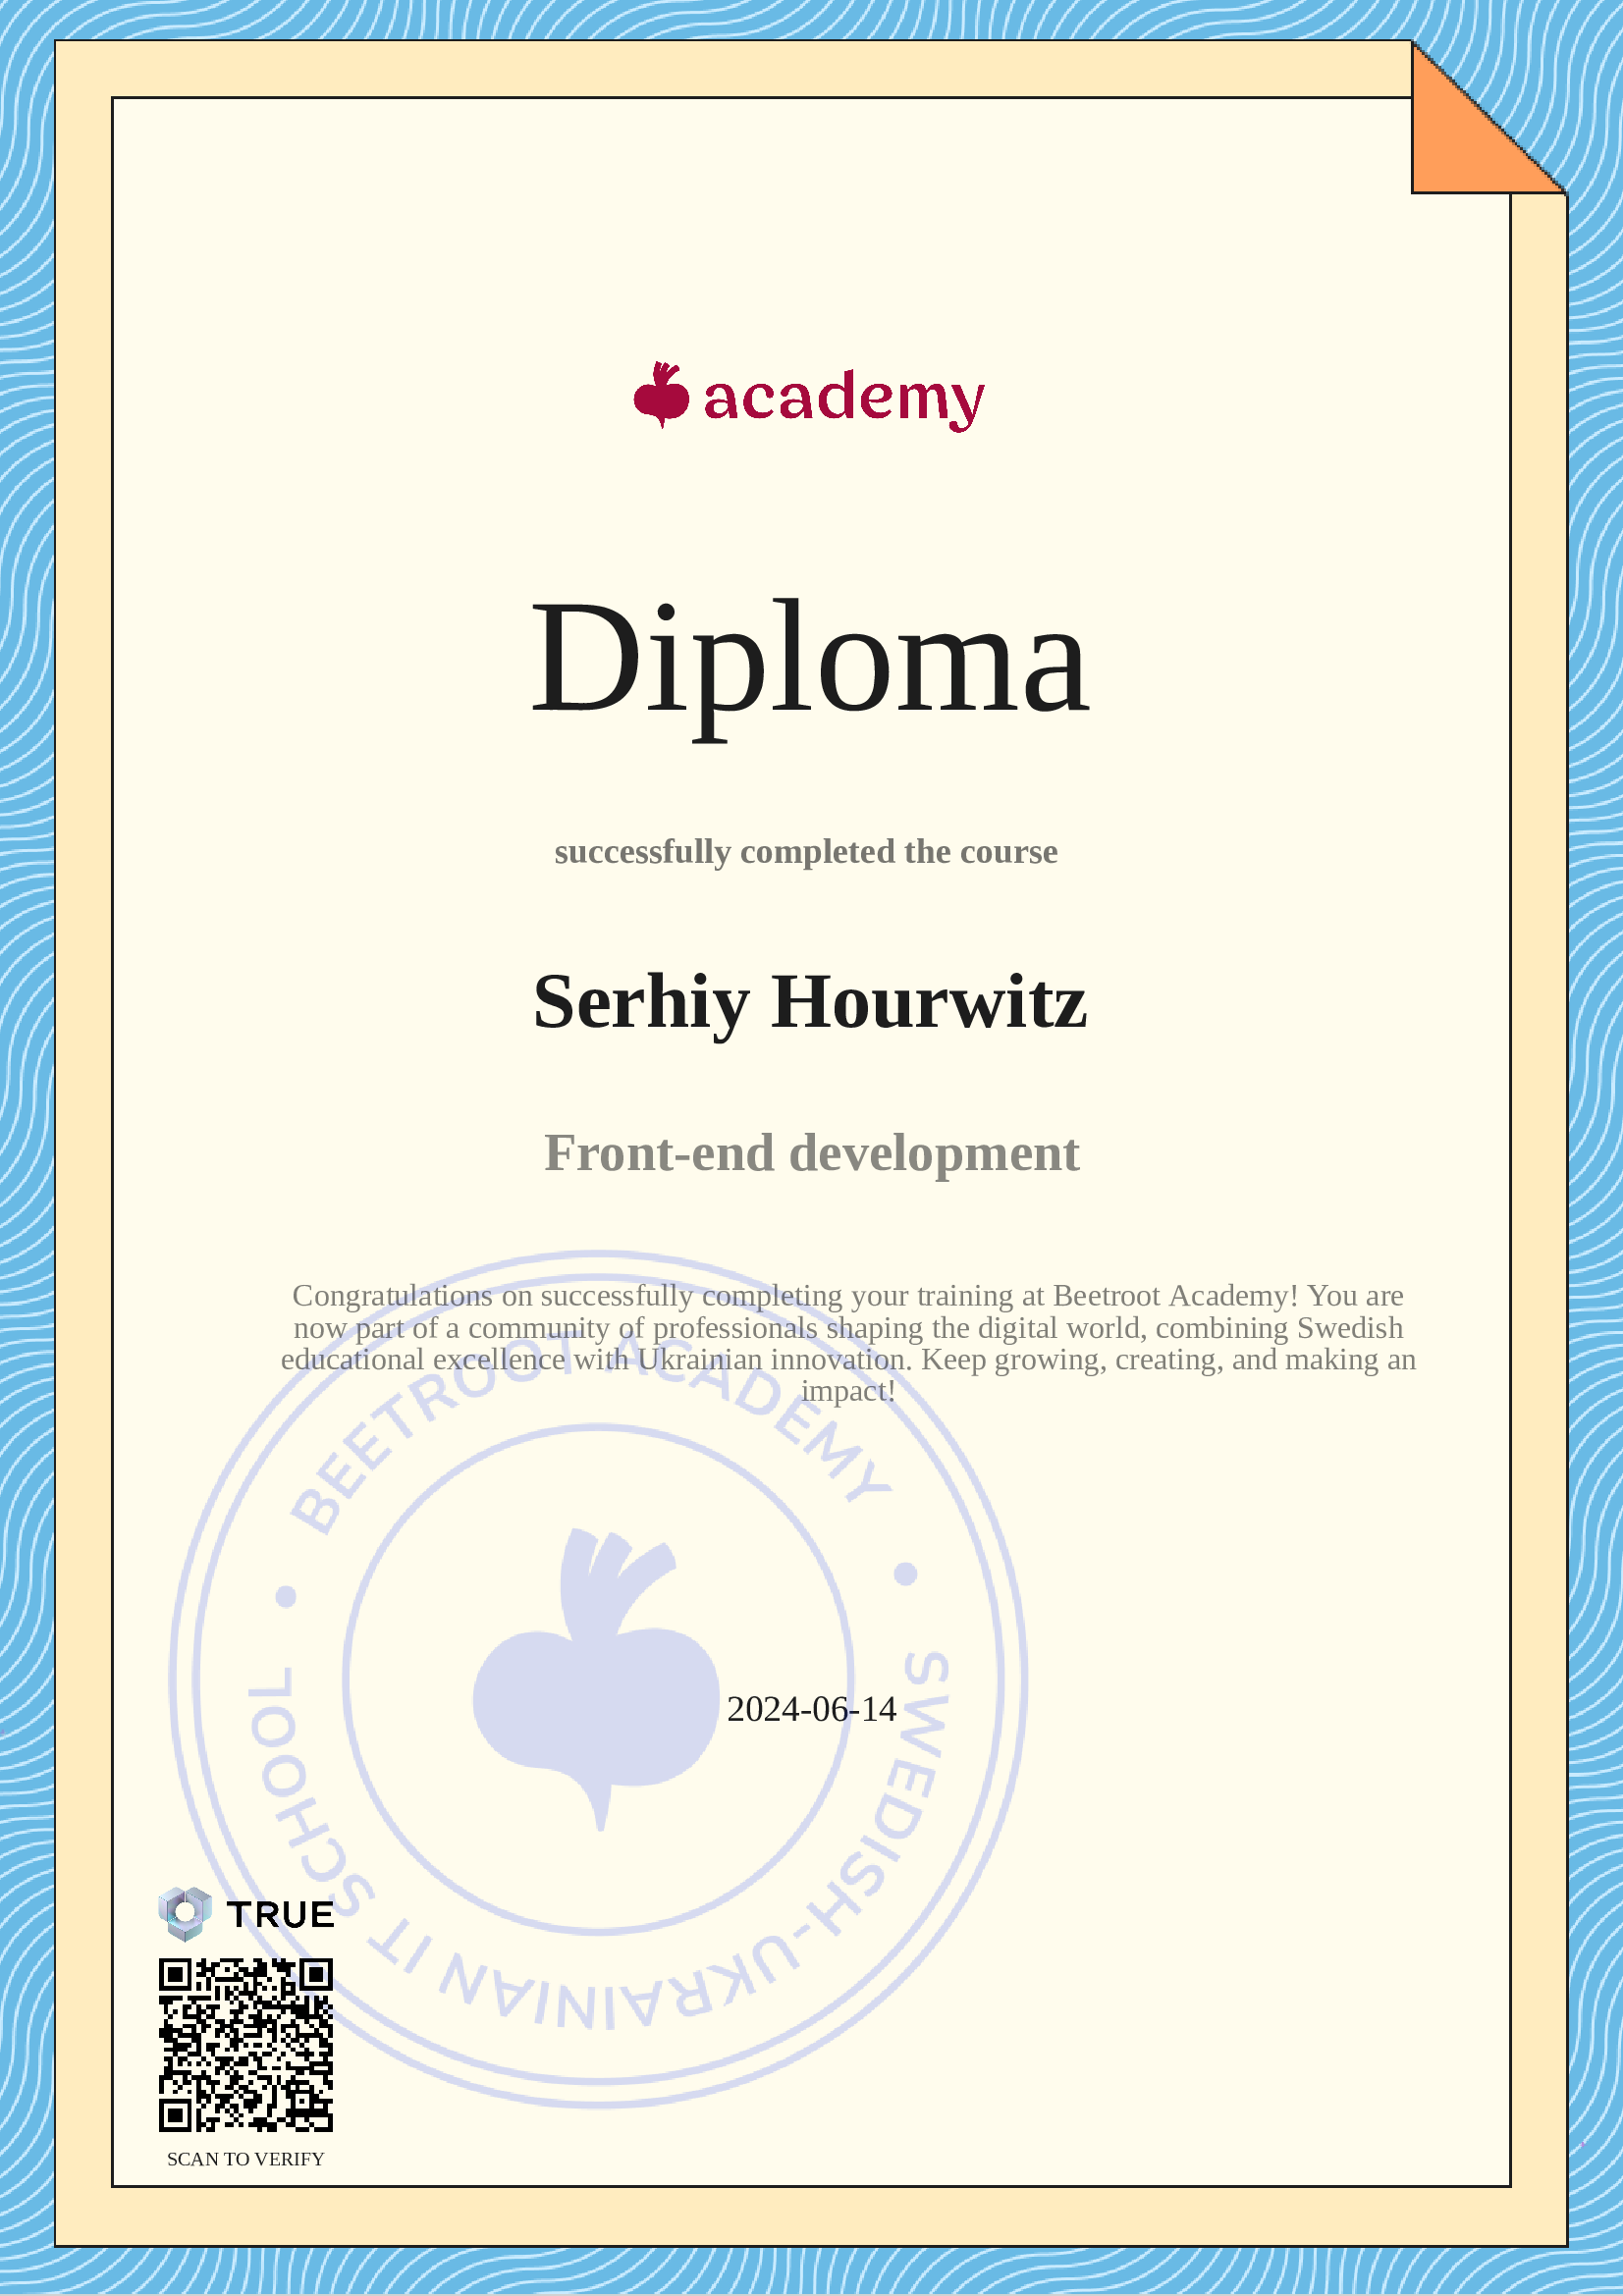 academy
Diploma
successfully completed the course
Serhiy Hourwitz
Front-end development
Congratulations on successfully completing your training at Beetroot Academy! You are
now part of a community of professionals shaping the digital world, combining Swedish
educational excellence with Ukrainian innovation. Keep growing, creating, and making an
impact!
BEETROOT ACADEMY • SWEDISH-UKRAINIAN IT SCHOOL •
2024-06-14
TRUE
SCAN TO VERIFY